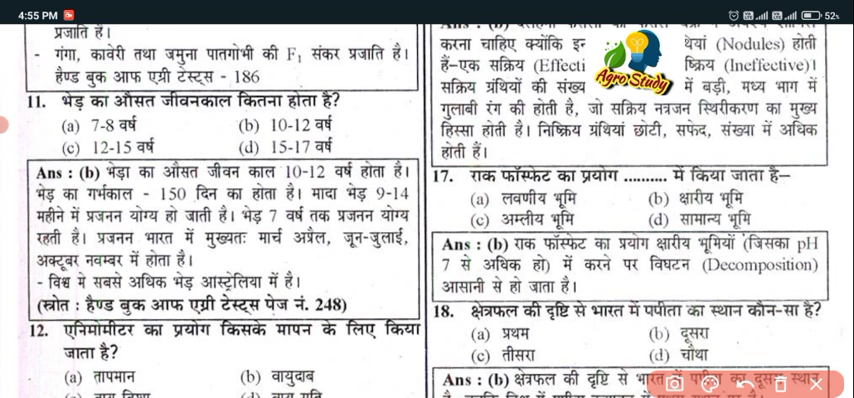 4:55 PM
52%
प्रजाति हैं।
- गंगा, कावेरी तथा जमुना पातगोभी की F₁ संकर प्रजाति है।
हैण्ड बुक आफ एग्री टेस्ट्स - 186
11. भेड़ का औसत जीवनकाल कितना होता है?
(a) 7-8 वर्ष (b) 10-12 वर्ष
(c) 12-15 वर्ष (d) 15-17 वर्ष
Ans : (b) भेड़ा का औसत जीवन काल 10-12 वर्ष होता है।
भेड़ का गर्भकाल - 150 दिन का होता है। मादा भेड़ 9-14
महीने में प्रजनन योग्य हो जाती है। भेड़ 7 वर्ष तक प्रजनन योग्य
रहती है। प्रजनन भारत में मुख्यतः मार्च अप्रैल, जून-जुलाई,
अक्टूबर नवम्बर में होता है।
- विश्व मे सबसे अधिक भेड़ आस्ट्रेलिया में है।
(स्त्रोत : हैण्ड बुक आफ एग्री टेस्ट्स पेज नं. 248)
12. एनिमोमीटर का प्रयोग किसके मापन के लिए किया
जाता है?
(a) तापमान (b) वायुदाब
करना चाहिए क्योंकि इन थेयां (Nodules) होती
हैं-एक सक्रिय (Effecti ष्क्रिय (Ineffective)।
Agro Study
सक्रिय ग्रंथियों की संख्य में बड़ी, मध्य भाग में
गुलाबी रंग की होती है, जो सक्रिय नत्रजन स्थिरीकरण का मुख्य
हिस्सा होती है। निष्क्रिय ग्रंथियां छोटी, सफेद, संख्या में अधिक
होती हैं।
17. राक फॉस्फेट का प्रयोग .......... में किया जाता है–
(a) लवणीय भूमि (b) क्षारीय भूमि
(c) अम्लीय भूमि (d) सामान्य भूमि
Ans : (b) राक फॉस्फेट का प्रयोग क्षारीय भूमियों (जिसका pH
7 से अधिक हो) में करने पर विघटन (Decomposition)
आसानी से हो जाता है।
18. क्षेत्रफल की दृष्टि से भारत में पपीता का स्थान कौन-सा है?
(a) प्रथम (b) दूसरा
(c) तीसरा (d) चौथा
Ans : (b) क्षेत्रफल की दृष्टि से भारत में पपीता का दूसरा स्थान